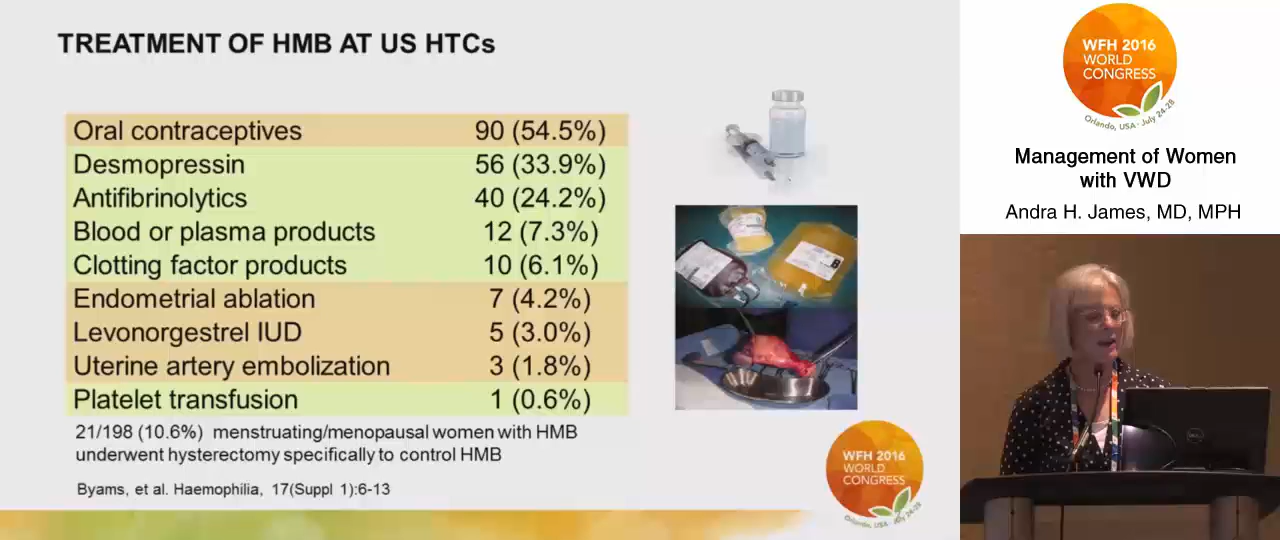 TREATMENT OF HMB AT US HTCs
Oral contraceptives 90 (54.5%)
Desmopressin 56 (33.9%)
Antifibrinolytics 40 (24.2%)
Blood or plasma products 12 (7.3%)
Clotting factor products 10 (6.1%)
Endometrial ablation 7 (4.2%)
Levonorgestrel IUD 5 (3.0%)
Uterine artery embolization 3 (1.8%)
Platelet transfusion 1 (0.6%)
21/198 (10.6%) menstruating/menopausal women with HMB
underwent hysterectomy specifically to control HMB
Byams, et al. Haemophilia, 17(Suppl 1):6-13
WFH 2016
WORLD
CONGRESS
Orlando, USA · July 24-28
WFH 2016
WORLD
CONGRESS
Orlando, USA · July 24-28
Management of Women
with VWD
Andra H. James, MD, MPH